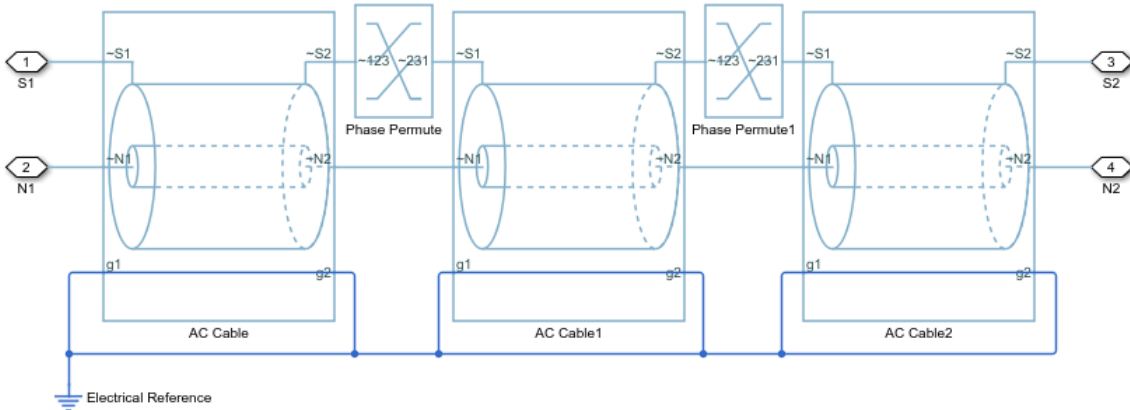 1
S1
2
N1
~S1
~N1
g1
~S2
~N2
g2
AC Cable
~123
~231
Phase Permute
~S1
~N1
g1
~S2
~N2
g2
AC Cable1
~123
~231
Phase Permute1
~S1
~N1
g1
~S2
~N2
g2
AC Cable2
3
S2
4
N2
Electrical Reference